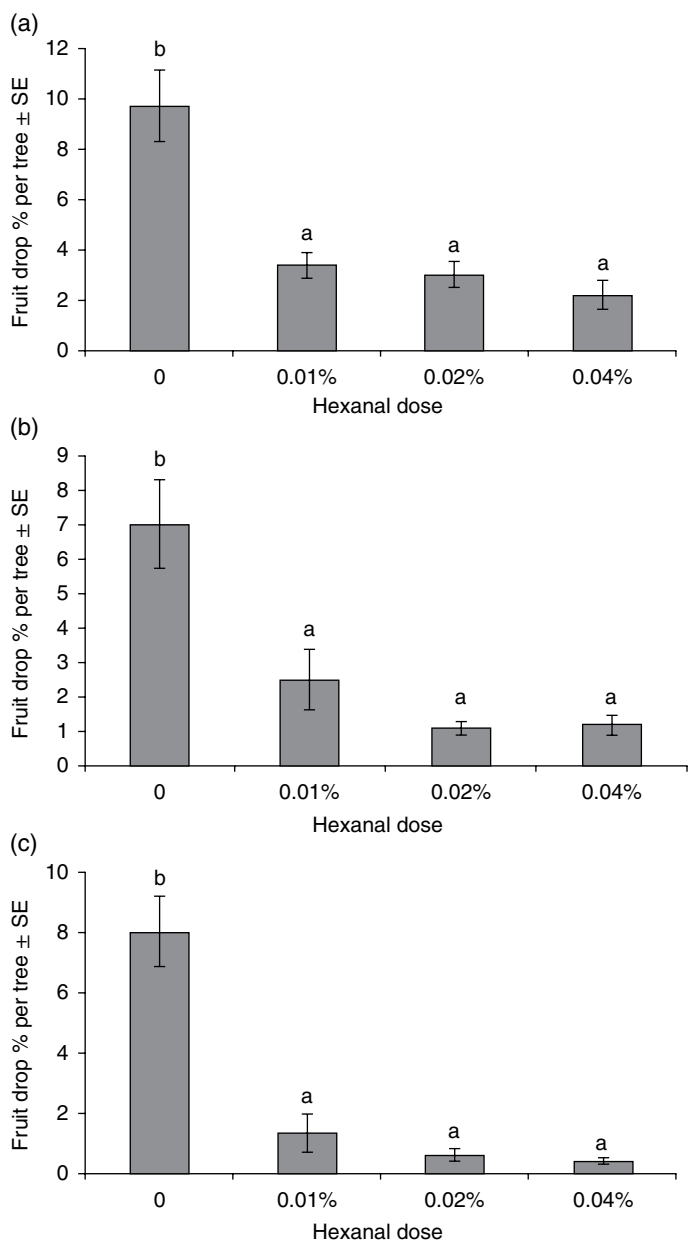 (a)
Fruit drop % per tree ± SE
12
10
8
6
4
2
0
b
a
a
a
0 0.01% 0.02% 0.04%
Hexanal dose
(b)
Fruit drop % per tree ± SE
9
8
7
6
5
4
3
2
1
0
b
a
a
a
0 0.01% 0.02% 0.04%
Hexanal dose
(c)
Fruit drop % per tree ± SE
10
8
6
4
2
0
b
a
a
a
0 0.01% 0.02% 0.04%
Hexanal dose